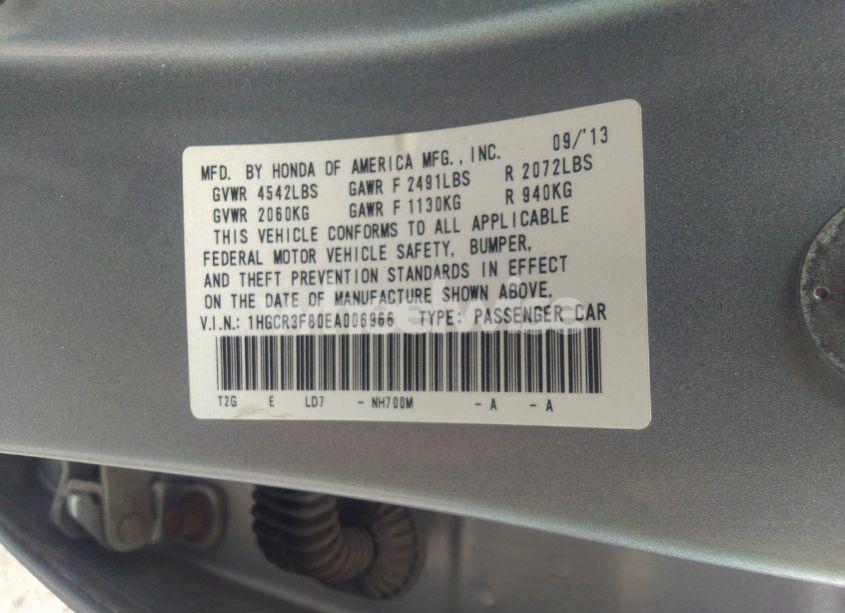 MFD. BY HONDA OF AMERICA MFG., INC. 09/'13
GVWR 4542LBS GAWR F 2491LBS R 2072LBS
GVWR 2060KG GAWR F 1130KG R 940KG
THIS VEHICLE CONFORMS TO ALL APPLICABLE
FEDERAL MOTOR VEHICLE SAFETY, BUMPER,
AND THEFT PREVENTION STANDARDS IN EFFECT
ON THE DATE OF MANUFACTURE SHOWN ABOVE.
V.I.N.: 1HGCR3F80EA006966 TYPE: PASSENGER CAR
T2G E LD7 - NH700M - A - A